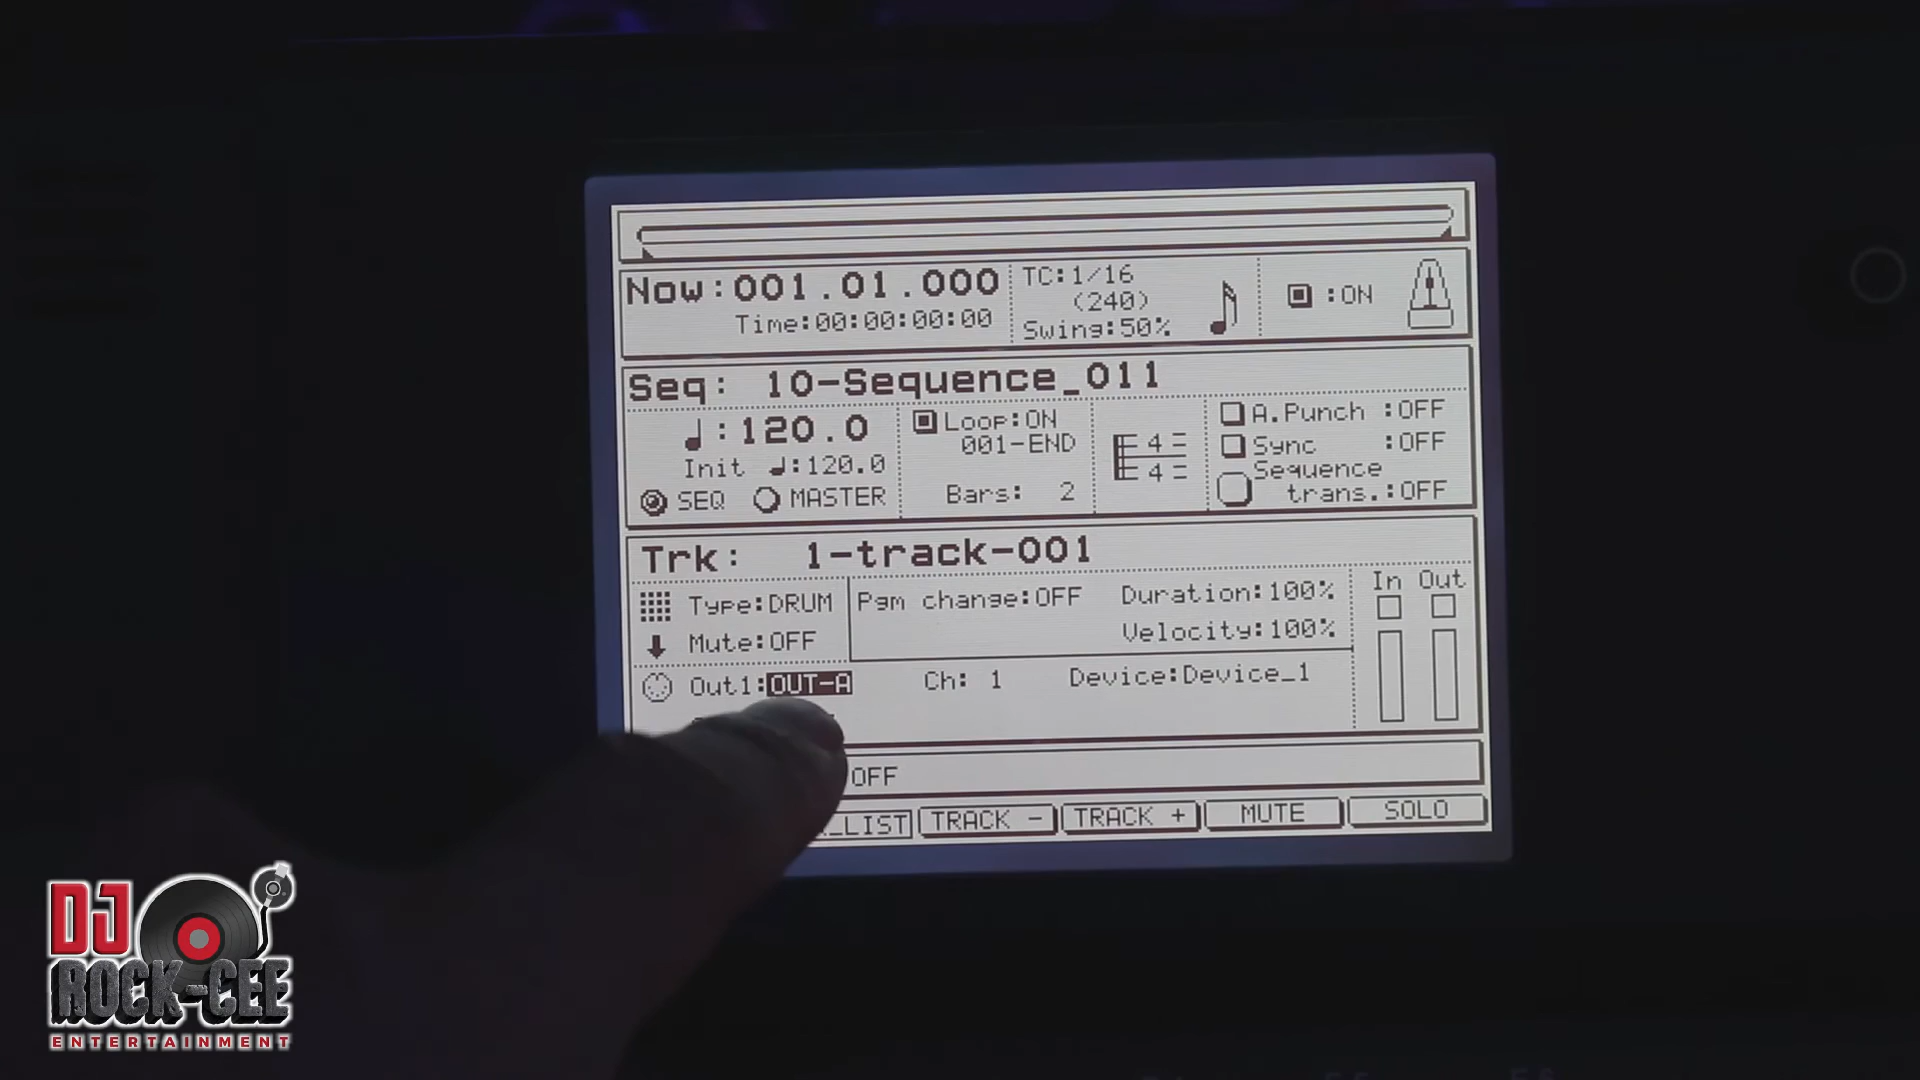 Now:001.01.000
Time:00:00:00:00
TC:1/16
(240)
Swing:50%
:ON
Seq: 10-Sequence_011
:120.0
Init :120.0
SEQ MASTER
Loop:ON
001-END
Bars: 2
4
4
A.Punch :OFF
Sync :OFF
Sequence
trans.:OFF
Trk: 1-track-001
Type:DRUM
Mute:OFF
Pgm change:OFF
Duration:100%
Velocity:100%
In Out
Out1:OUT-A Ch: 1 Device:Device_1
OFF
_LIST TRACK - TRACK + MUTE SOLO
DJ
ROCK-CEE
ENTERTAINMENT